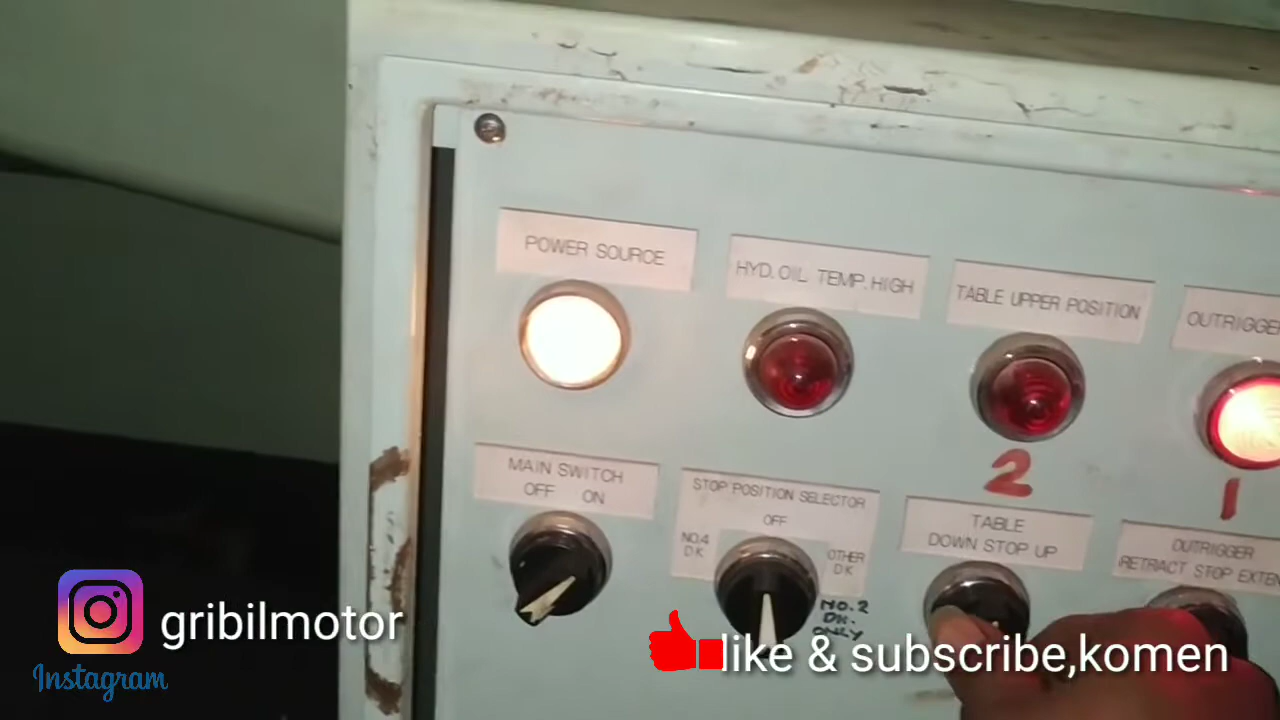 POWER SOURCE
HYD. OIL TEMP. HIGH
TABLE UPPER POSITION
OUTRIGGER
2
1
MAIN SWITCH
OFF ON
STOP POSITION SELECTOR
OFF
NO.4
DK
OTHER
DK
NO.2
DK.
ONLY
TABLE
DOWN STOP UP
OUTRIGGER
RETRACT STOP EXTEN
gribilmotor
Instagram
like & subscribe,komen